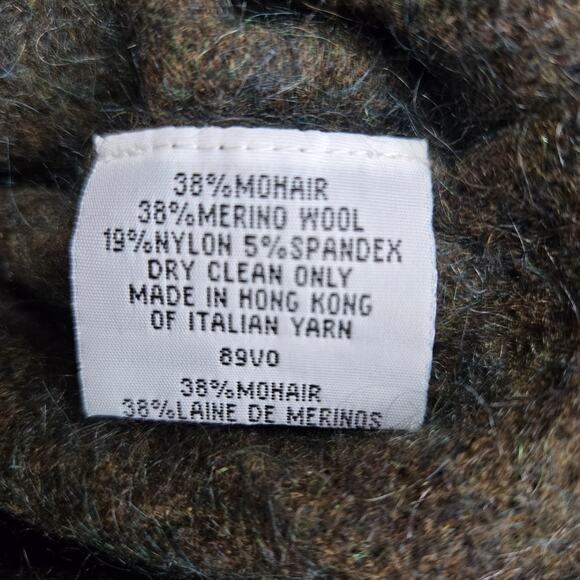 38%MOHAIR
38%MERINO WOOL
19%NYLON 5%SPANDEX
DRY CLEAN ONLY
MADE IN HONG KONG
OF ITALIAN YARN
89V0
38%MOHAIR
38%LAINE DE MERINOS